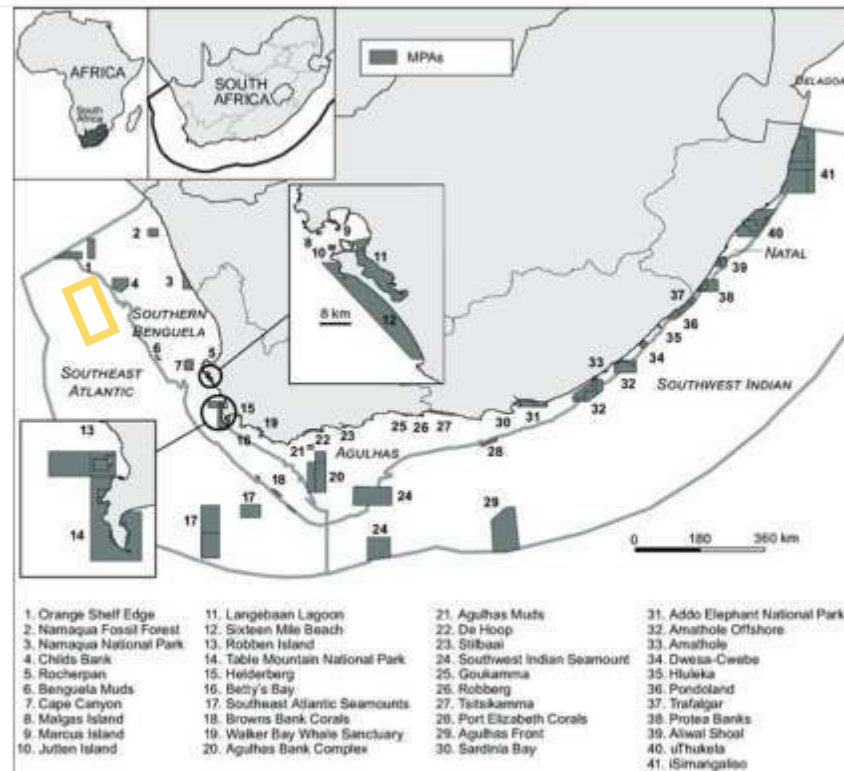 AFRICA
South
Africa
SOUTH
AFRICA
MPAs
DELAGOA
41
2
1
4
3
8
9
10
11
12
8 km
40
NATAL
39
38
37
36
35
34
33
32
32
SOUTHERN
BENGUELA
6
7
5
SOUTHEAST
ATLANTIC
SOUTHWEST INDIAN
15
16
19
13
14
21
22
23
25
26
27
30
31
28
AGULHAS
20
18
17
17
24
24
29
0 180 360 km
1. Orange Shelf Edge
2. Namaqua Fossil Forest
3. Namaqua National Park
4. Childs Bank
5. Rocherpan
6. Benguela Muds
7. Cape Canyon
8. Malgas Island
9. Marcus Island
10. Jutten Island
11. Langebaan Lagoon
12. Sixteen Mile Beach
13. Robben Island
14. Table Mountain National Park
15. Helderberg
16. Betty's Bay
17. Southeast Atlantic Seamounts
18. Browns Bank Corals
19. Walker Bay Whale Sanctuary
20. Agulhas Bank Complex
21. Agulhas Muds
22. De Hoop
23. Stilbaai
24. Southwest Indian Seamount
25. Goukamma
26. Robberg
27. Tsitsikamma
28. Port Elizabeth Corals
29. Agulhas Front
30. Sardinia Bay
31. Addo Elephant National Park
32. Amathole Offshore
33. Amathole
34. Dwesa-Cwebe
35. Hluleka
36. Pondoland
37. Trafalgar
38. Protea Banks
39. Aliwal Shoal
40. uThukela
41. iSimangaliso